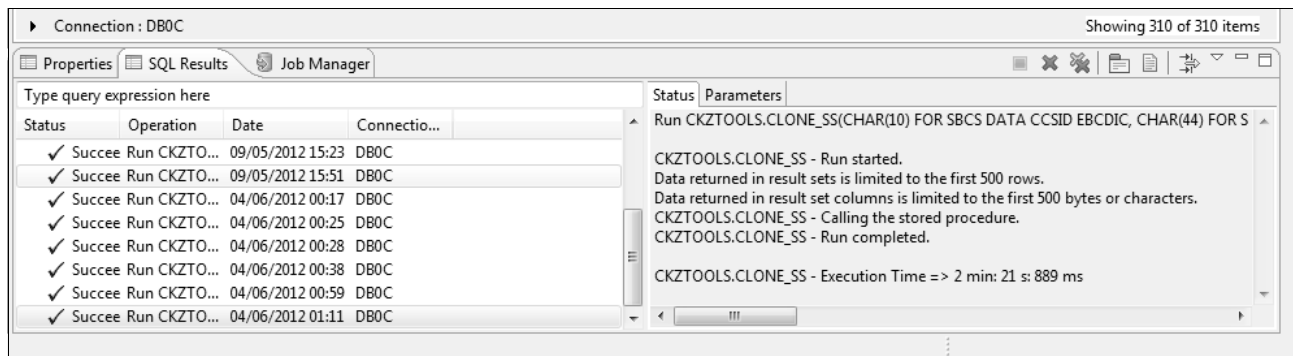 Connection : DB0C Showing 310 of 310 items
Properties SQL Results Job Manager
Type query expression here
Status Operation Date Connectio...
Succee Run CKZTO... 09/05/2012 15:23 DB0C
Succee Run CKZTO... 09/05/2012 15:51 DB0C
Succee Run CKZTO... 04/06/2012 00:17 DB0C
Succee Run CKZTO... 04/06/2012 00:25 DB0C
Succee Run CKZTO... 04/06/2012 00:28 DB0C
Succee Run CKZTO... 04/06/2012 00:38 DB0C
Succee Run CKZTO... 04/06/2012 00:59 DB0C
Succee Run CKZTO... 04/06/2012 01:11 DB0C
Status Parameters
Run CKZTOOLS.CLONE_SS(CHAR(10) FOR SBCS DATA CCSID EBCDIC, CHAR(44) FOR S
CKZTOOLS.CLONE_SS - Run started.
Data returned in result sets is limited to the first 500 rows.
Data returned in result set columns is limited to the first 500 bytes or characters.
CKZTOOLS.CLONE_SS - Calling the stored procedure.
CKZTOOLS.CLONE_SS - Run completed.
CKZTOOLS.CLONE_SS - Execution Time => 2 min: 21 s: 889 ms